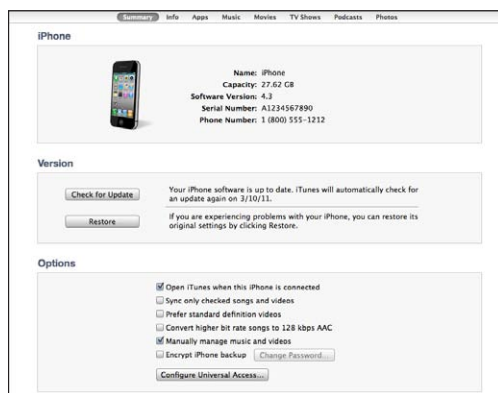 Summary Info Apps Music Movies TV Shows Podcasts Photos
iPhone
Name: iPhone
Capacity: 27.62 GB
Software Version: 4.3
Serial Number: A1234567890
Phone Number: 1 (800) 555-1212
Version
Check for Update
Your iPhone software is up to date. iTunes will automatically check for
an update again on 3/10/11.
Restore
If you are experiencing problems with your iPhone, you can restore its
original settings by clicking Restore.
Options
Open iTunes when this iPhone is connected
Sync only checked songs and videos
Prefer standard definition videos
Convert higher bit rate songs to 128 kbps AAC
Manually manage music and videos
Encrypt iPhone backup Change Password...
Configure Universal Access...